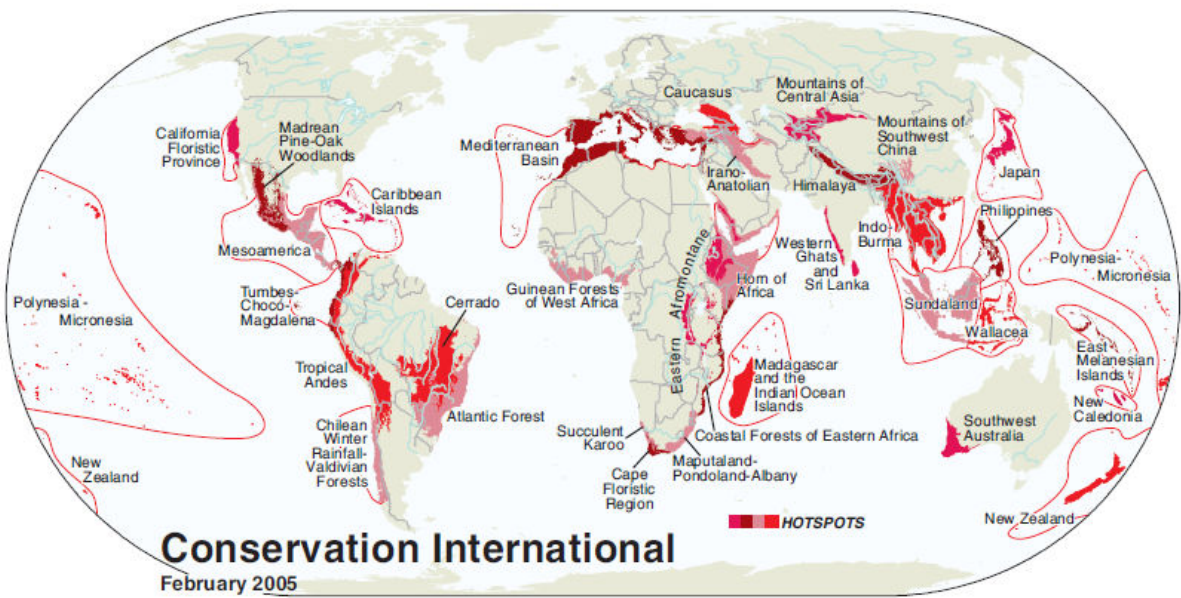 California
Floristic
Province
Madrean
Pine-Oak
Woodlands
Caribbean
Islands
Mesoamerica
Polynesia -
Micronesia
Tumbes-
Chocó-
Magdalena
Cerrado
Tropical
Andes
Atlantic Forest
Chilean
Winter
Rainfall-
Valdivian
Forests
New
Zealand
Mediterranean
Basin
Caucasus
Irano-
Anatolian
Mountains of
Central Asia
Mountains of
Southwest
China
Himalaya
Japan
Philippines
Indo-
Burma
Western
Ghats
and
Sri Lanka
Polynesia-
Micronesia
Guinean Forests
of West Africa
Eastern Afromontane
Horn of
Africa
Sundaland
Wallacea
East
Melanesian
Islands
New
Caledonia
Madagascar
and the
Indian Ocean
Islands
Southwest
Australia
Succulent
Karoo
Coastal Forests of Eastern Africa
Cape
Floristic
Region
Maputaland-
Pondoland-Albany
New Zealand
HOTSPOTS
Conservation International
February 2005